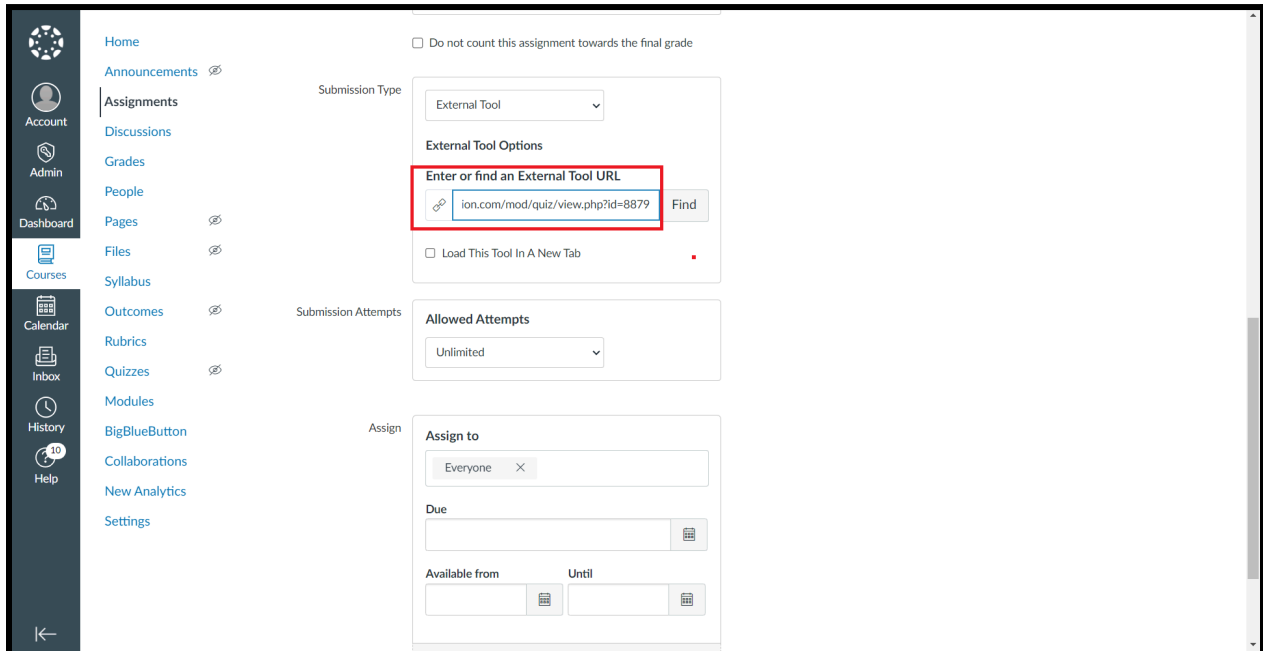 Account
Admin
Dashboard
Courses
Calendar
Inbox
History
10
Help
Home
Announcements
Assignments
Discussions
Grades
People
Pages
Files
Syllabus
Outcomes
Rubrics
Quizzes
Modules
BigBlueButton
Collaborations
New Analytics
Settings
Do not count this assignment towards the final grade
Submission Type
External Tool
External Tool Options
Enter or find an External Tool URL
ion.com/mod/quiz/view.php?id=8879
Find
Load This Tool In A New Tab
Submission Attempts
Allowed Attempts
Unlimited
Assign
Assign to
Everyone
Due
Available from
Until